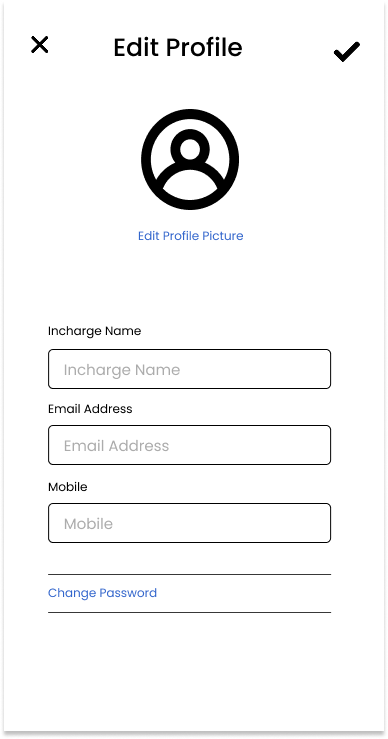 Edit Profile
Edit Profile Picture
Incharge Name
Incharge Name
Email Address
Email Address
Mobile
Mobile
Change Password